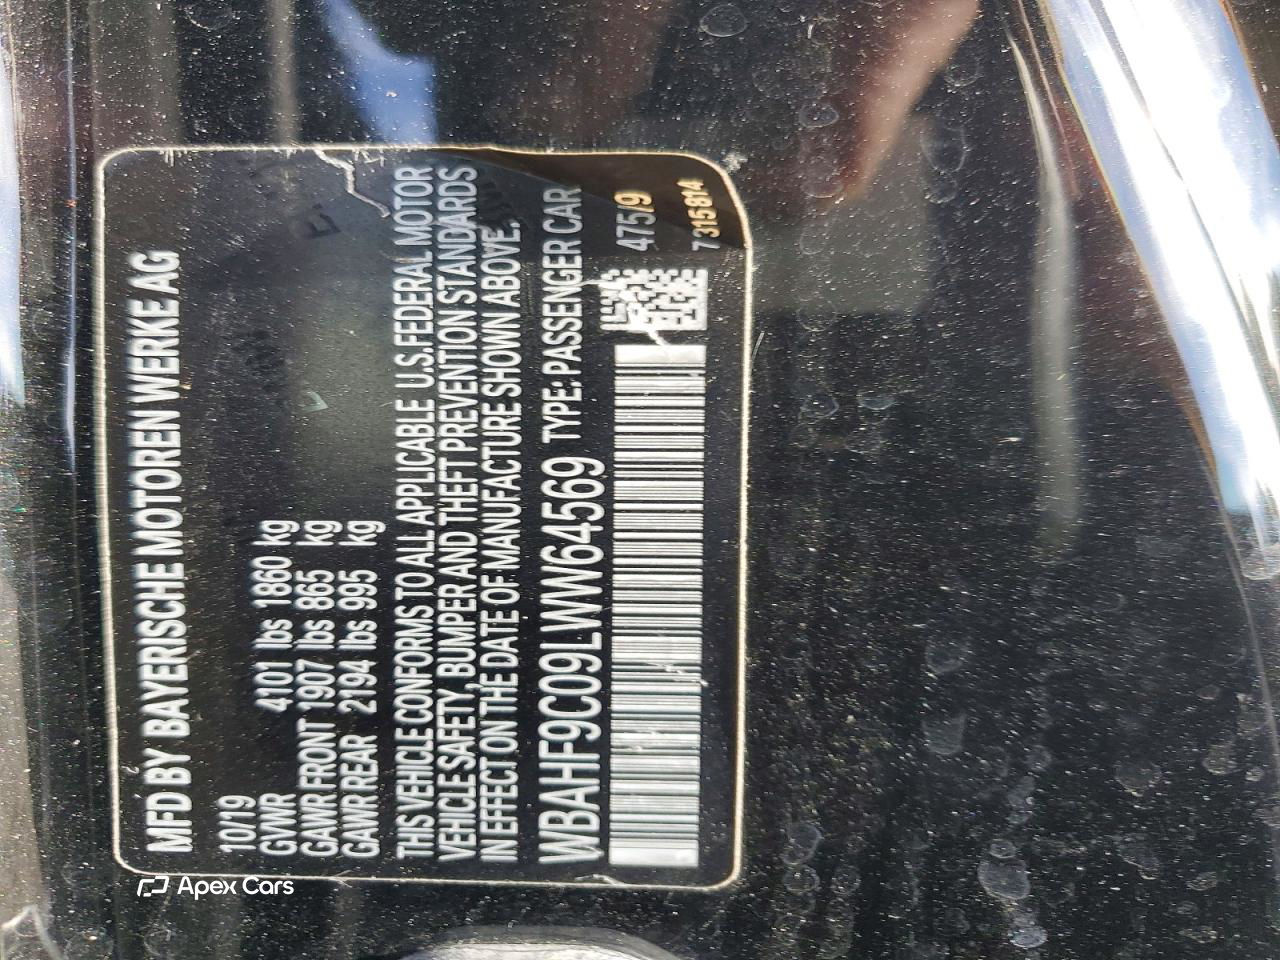 MFD BY BAYERISCHE MOTOREN WERKE AG
10/19
GVWR 4101 lbs 1860 kg
GAWR FRONT 1907 lbs 865 kg
GAWR REAR 2194 lbs 995 kg
THIS VEHICLE CONFORMS TO ALL APPLICABLE U.S.FEDERAL MOTOR
VEHICLE SAFETY, BUMPER AND THEFT PREVENTION STANDARDS
IN EFFECT ON THE DATE OF MANUFACTURE SHOWN ABOVE.
WBAHF9C09LWW64569 TYPE: PASSENGER CAR
475/9
7315814
Apex Cars